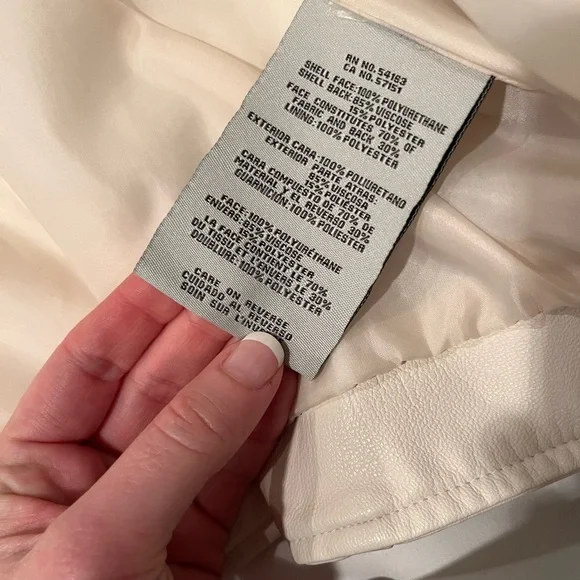 RN NO. 54163
CA NO. 57151
SHELL FACE:100% POLYURETHANE
SHELL BACK:85% VISCOSE
15% POLYESTER
FACE CONSTITUTES 70% OF
FABRIC AND BACK 30%
LINING:100% POLYESTER
EXTERIOR CARA:100% POLIURETANO
EXTERIOR PARTE ATRAS:
85% VISCOSA
15% POLIESTER
CARA COMPUESTO DE 70% DE
MATERIAL Y EL REVERSO 30%
GUARNICION:100% POLIESTER
FACE:100% POLYURÉTHANE
ENVERS:85% VISCOSE
15% POLYESTER
LA FACE CONTIENT LE 70%
DU TISSU ET L'ENVERS LE 30%
DOUBLURE 100% POLYESTER
CARE ON REVERSE
CUIDADO AL REVERSO
SOIN SUR L'INVERSO